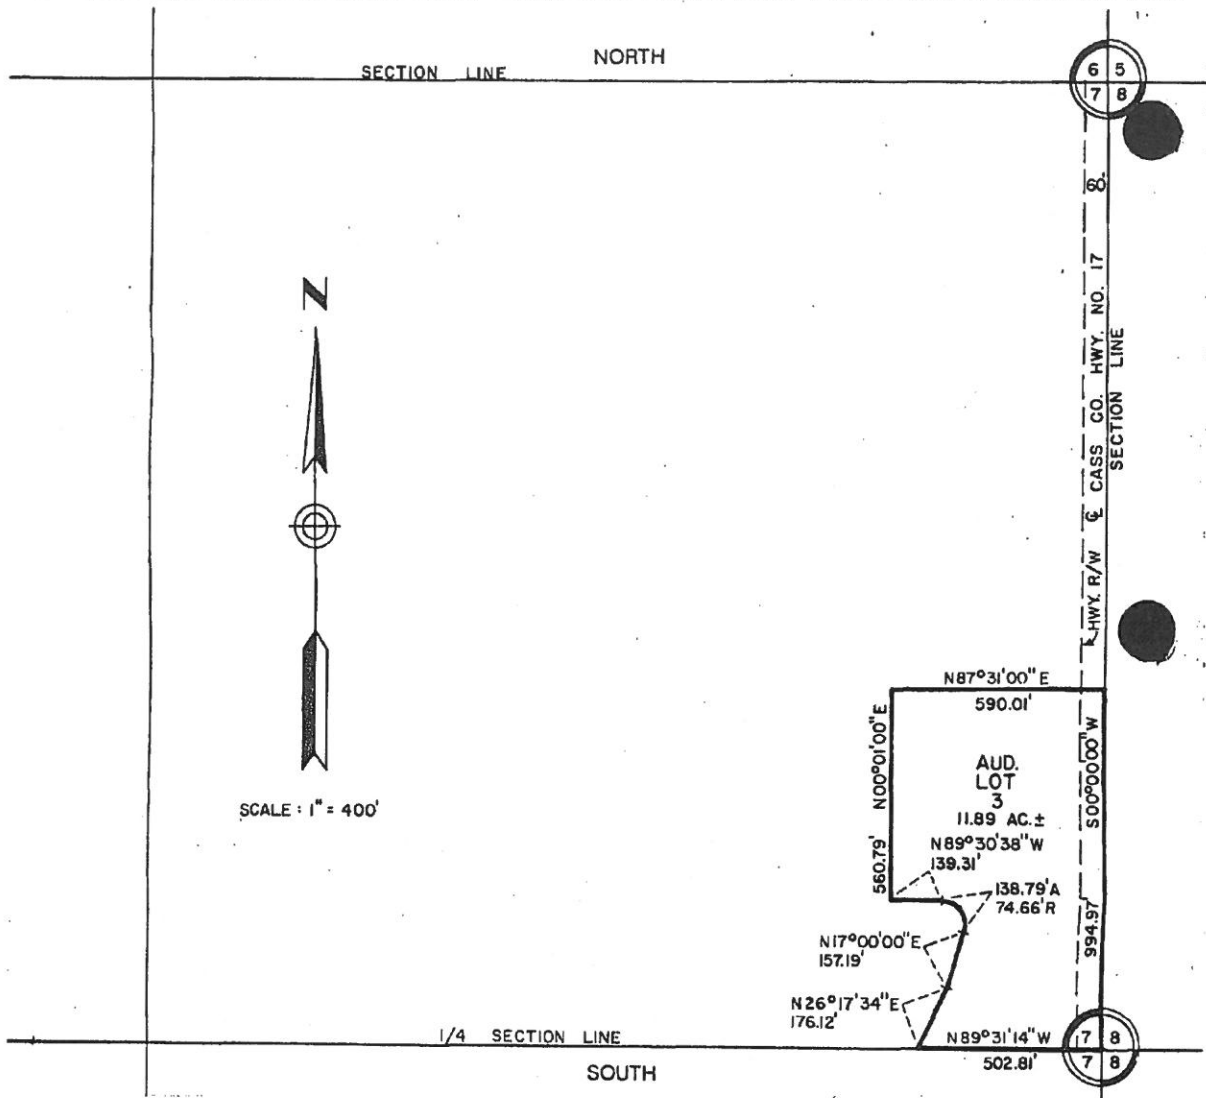 NORTH
SECTION LINE
6 5
7 8
60'
HWY. R/W ℄ CASS CO. HWY. NO. 17
SECTION LINE
N
SCALE : 1" = 400'
N87°31'00" E
590.01'
N00°01'00" E
560.79'
S00°00'00" W
994.97'
AUD.
LOT
3
11.89 AC.±
N89°30'38" W
139.31'
138.79' A
74.66' R
N17°00'00" E
157.19'
N26°17'34" E
176.12'
1/4 SECTION LINE
N89°31'14" W
502.81'
7 8
7 8
SOUTH